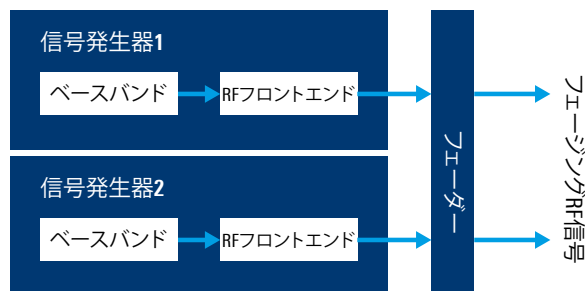 信号発生器1
ベースバンド
RFフロントエンド
信号発生器2
ベースバンド
RFフロントエンド
フェーダー
フェージングRF信号